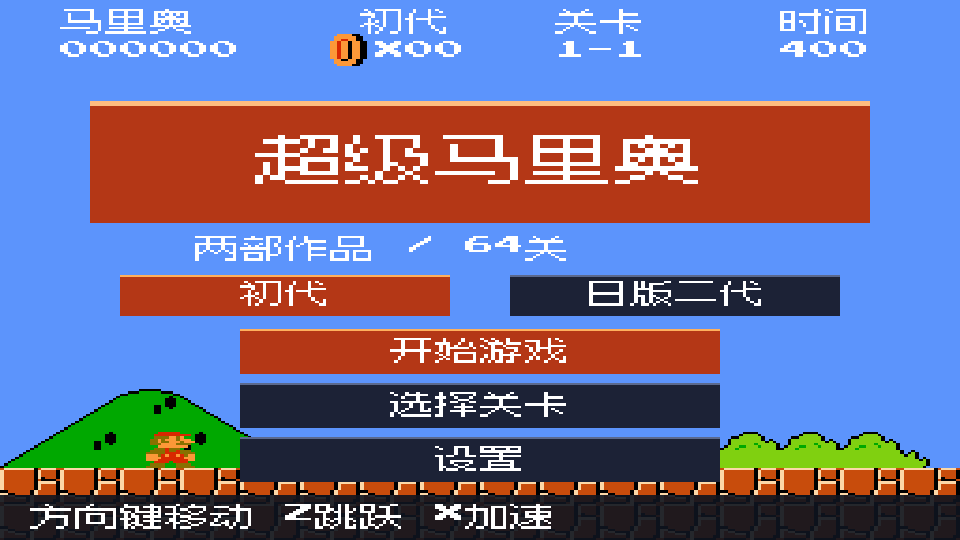 马里奥 初代 关卡 时间
000000 ×00 1-1 400
超级马里奥
两部作品 / 64关
初代 日版二代
开始游戏
选择关卡
设置
方向键移动 Z跳跃 X加速